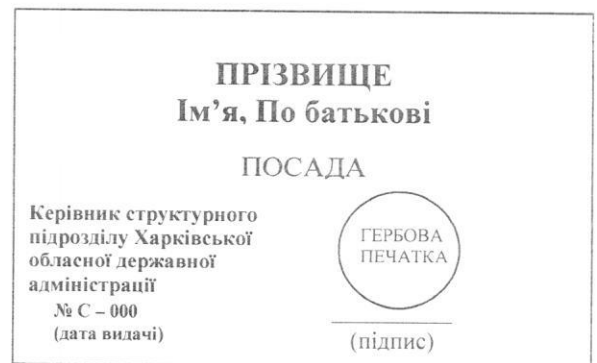 ПРІЗВИЩЕ
Ім’я, По батькові
ПОСАДА
Керівник структурного
підрозділу Харківської
обласної державної
адміністрації
№ С – 000
(дата видачі)
ГЕРБОВА
ПЕЧАТКА
(підпис)